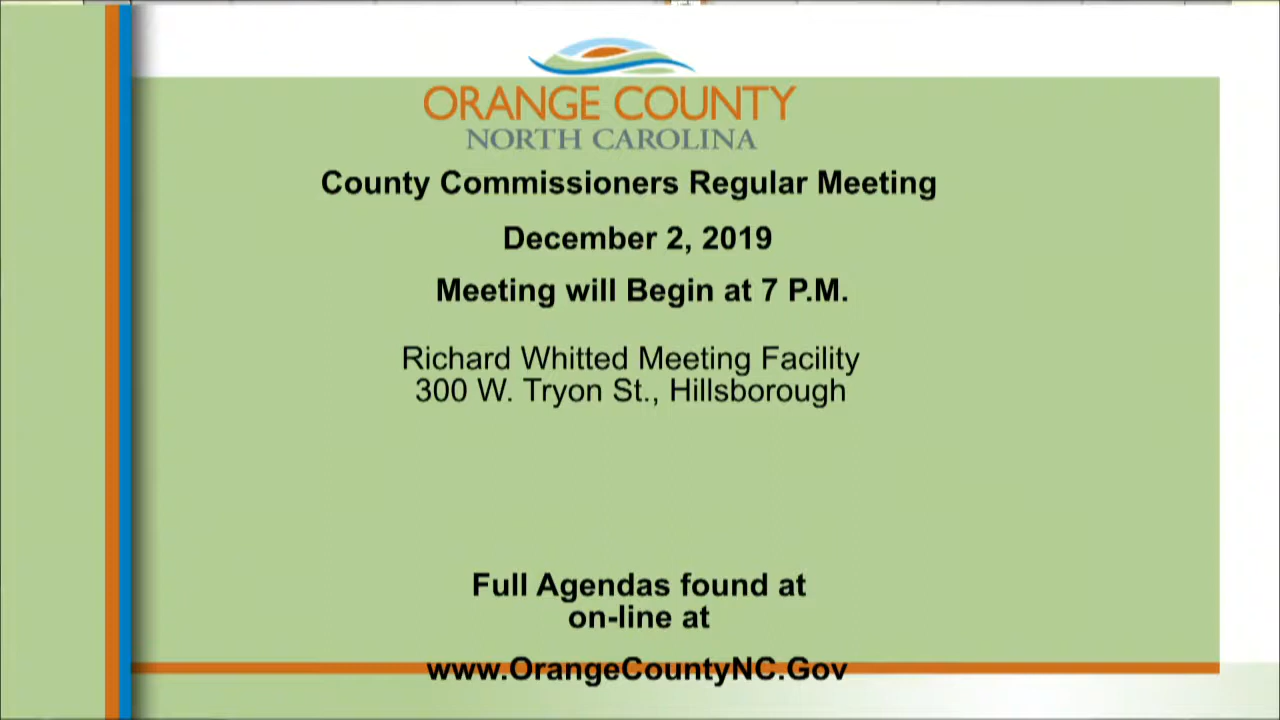 ORANGE COUNTY
NORTH CAROLINA
County Commissioners Regular Meeting
December 2, 2019
Meeting will Begin at 7 P.M.
Richard Whitted Meeting Facility
300 W. Tryon St., Hillsborough
Full Agendas found at
on-line at
www.OrangeCountyNC.Gov